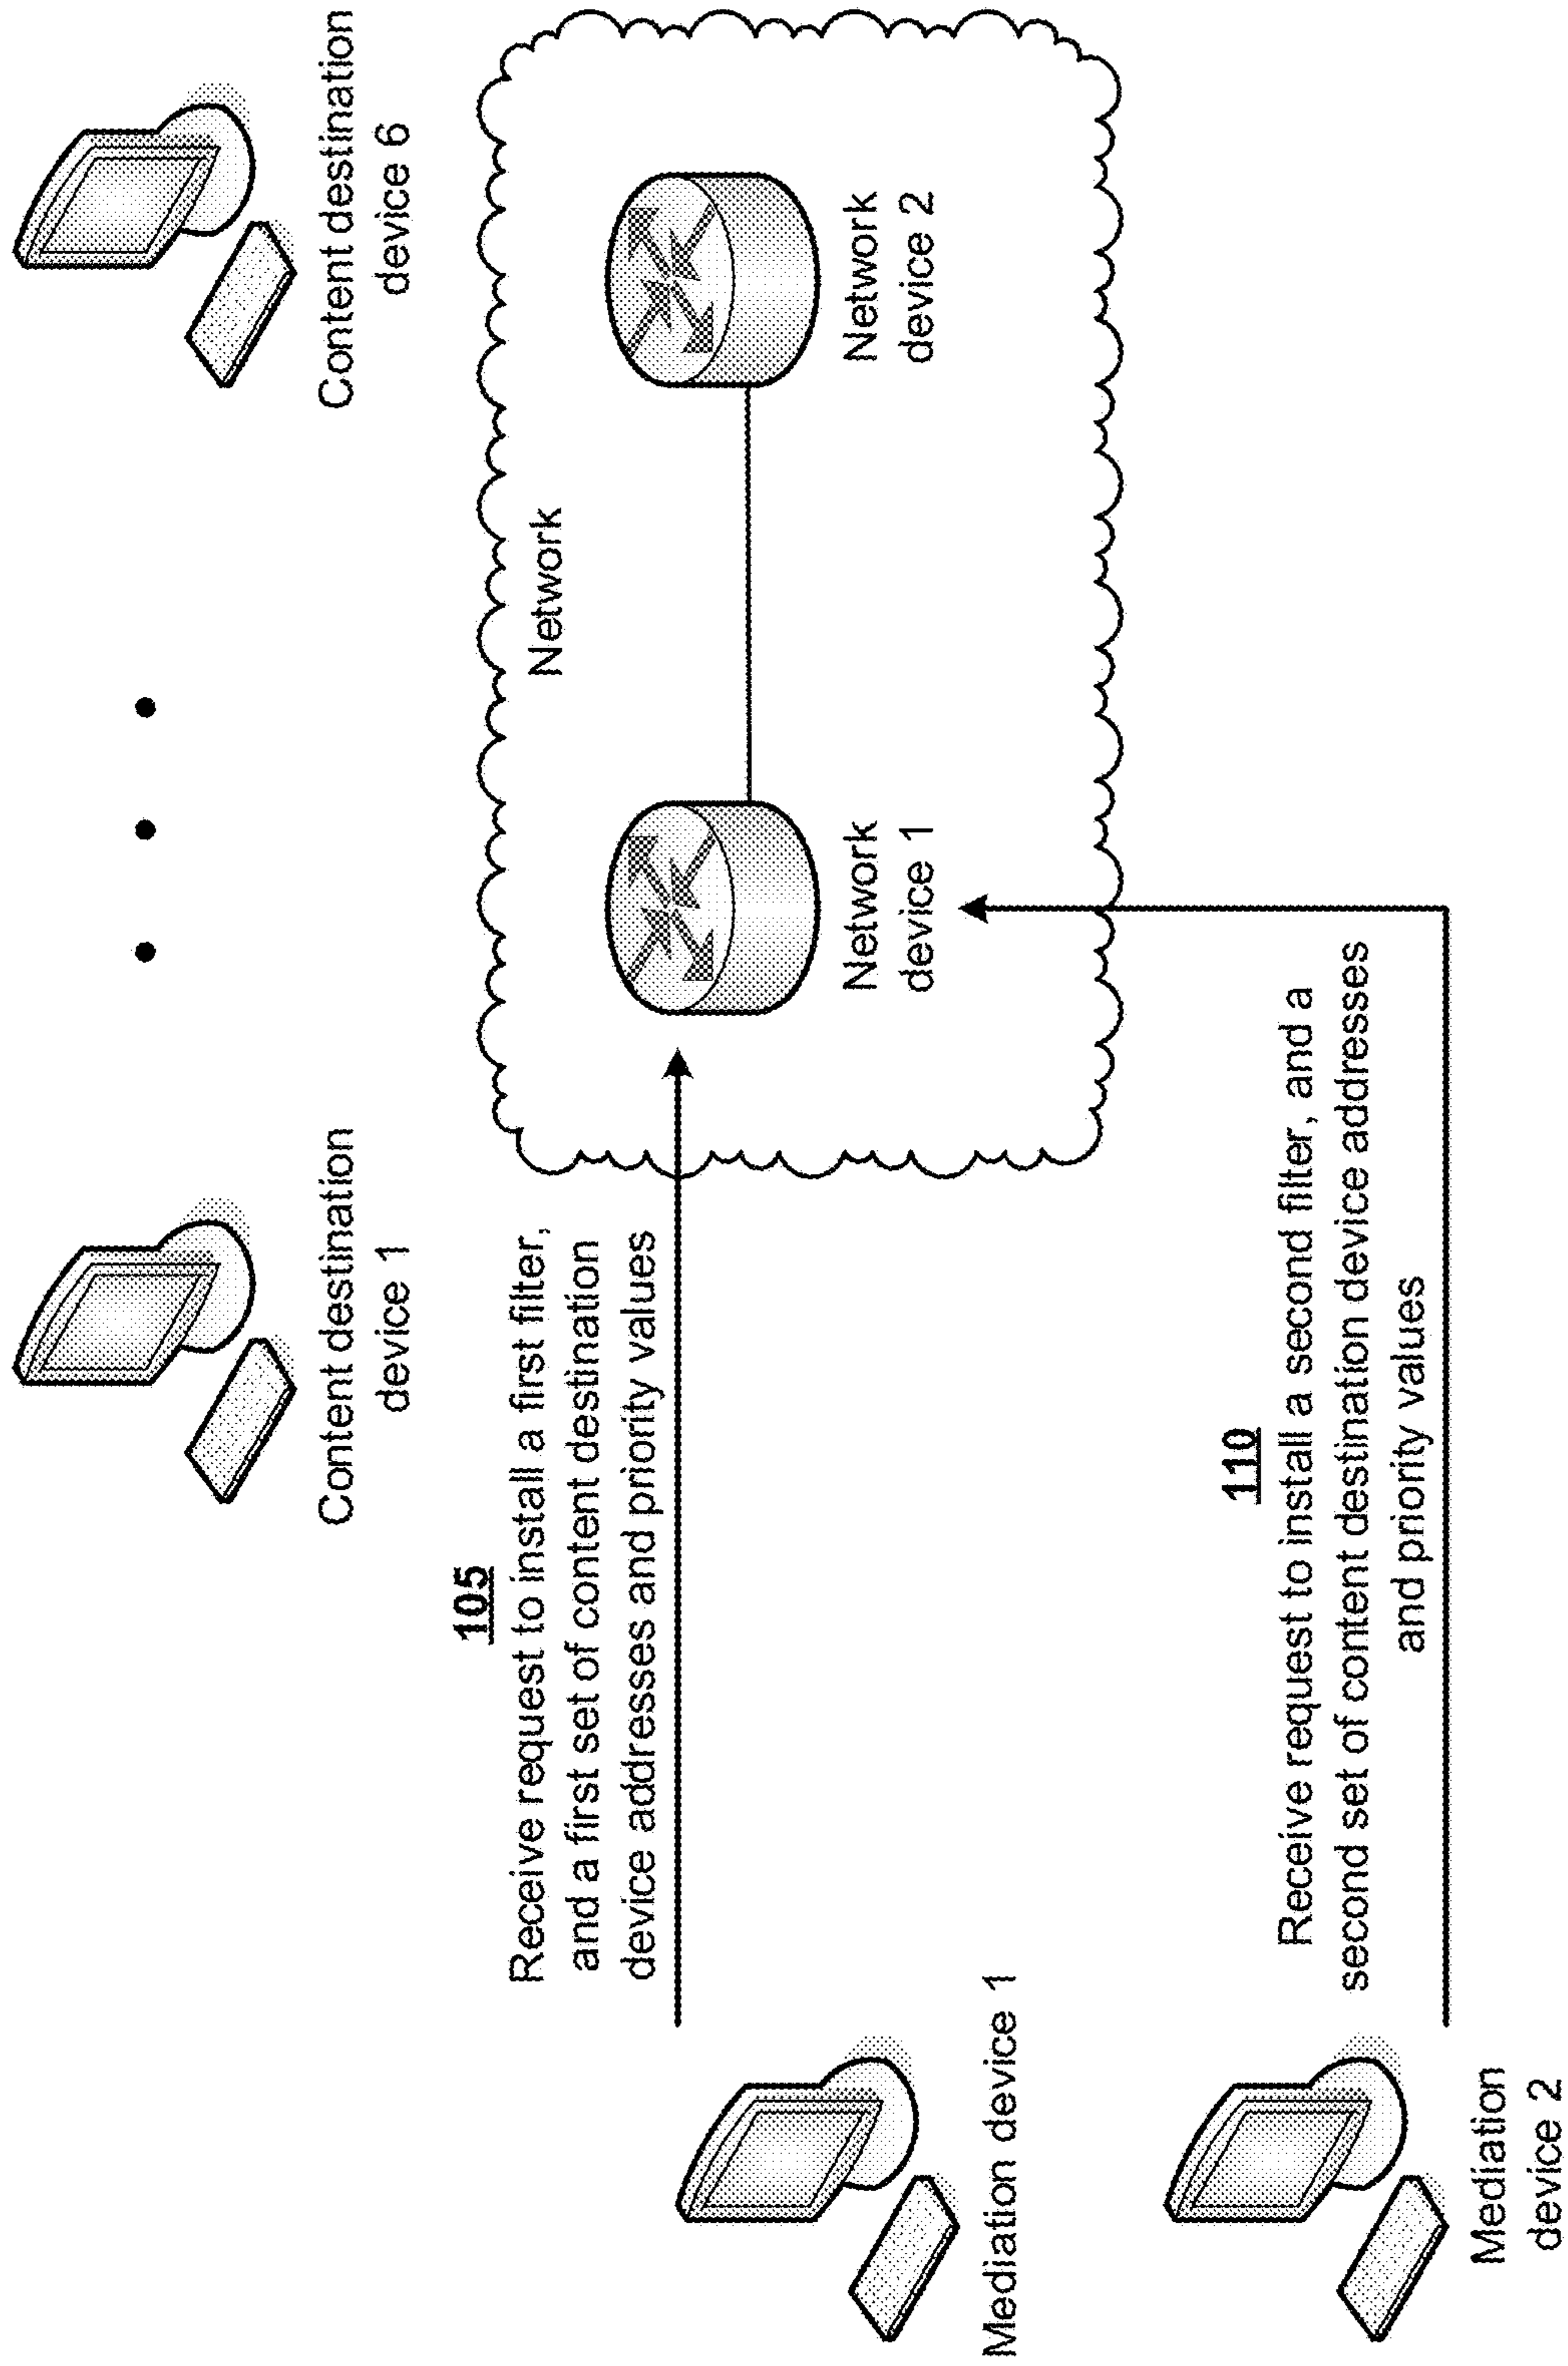 Content destination
device 1
Content destination
device 6
105
Receive request to install a first filter,
and a first set of content destination
device addresses and priority values
Network
Network
device 1
Network
device 2
Mediation device 1
110
Receive request to install a second filter, and a
second set of content destination device addresses
and priority values
Mediation
device 2